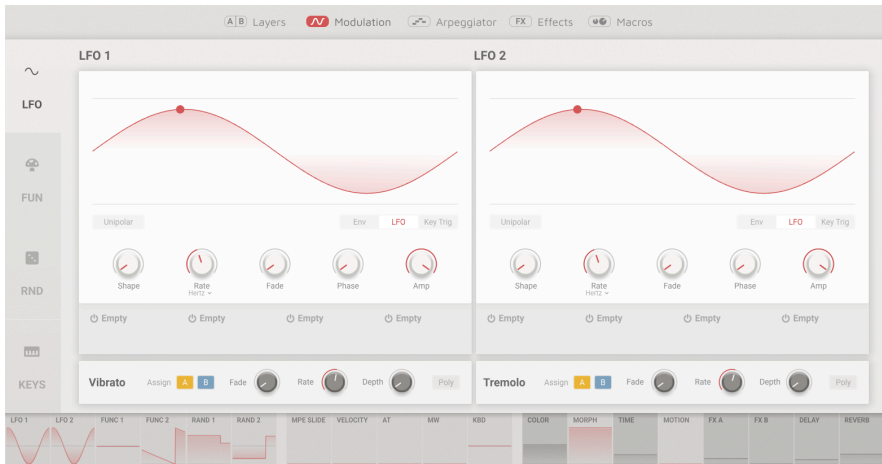 A B Layers Modulation Arpeggiator FX Effects Macros
LFO 1 LFO 2
LFO
FUN
RND
KEYS
Unipolar Env LFO Key Trig Unipolar Env LFO Key Trig
Shape Rate Fade Phase Amp Shape Rate Fade Phase Amp
Hertz Hertz
Empty Empty Empty Empty Empty Empty Empty Empty
Vibrato Assign A B Fade Rate Depth Poly Tremolo Assign A B Fade Rate Depth Poly
LFO 1 LFO 2 FUNC 1 FUNC 2 RAND 1 RAND 2 MPE SLIDE VELOCITY AT MW KBD COLOR MORPH TIME MOTION FX A FX B DELAY REVERB